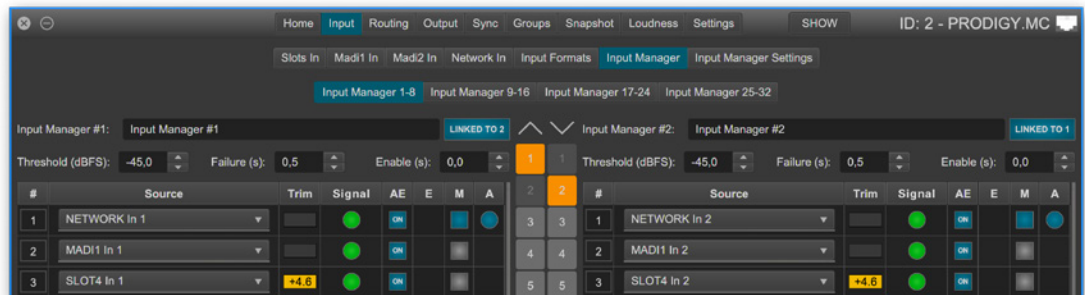 Home Input Routing Output Sync Groups Snapshot Loudness Settings SHOW ID: 2 - PRODIGY.MC
Slots In Madi1 In Madi2 In Network In Input Formats Input Manager Input Manager Settings
Input Manager 1-8 Input Manager 9-16 Input Manager 17-24 Input Manager 25-32
Input Manager #1: Input Manager #1 LINKED TO 2 Input Manager #2: Input Manager #2 LINKED TO 1
Threshold (dBFS): -45,0 Failure (s): 0,5 Enable (s): 0,0 1 1 Threshold (dBFS): -45,0 Failure (s): 0,5 Enable (s): 0,0
# Source Trim Signal AE E M A 2 2 # Source Trim Signal AE E M A
1 NETWORK In 1 ON 3 3 1 NETWORK In 2 ON
2 MADI1 In 1 ON 4 4 2 MADI1 In 2 ON
3 SLOT4 In 1 +4.6 ON 5 5 3 SLOT4 In 2 +4.6 ON